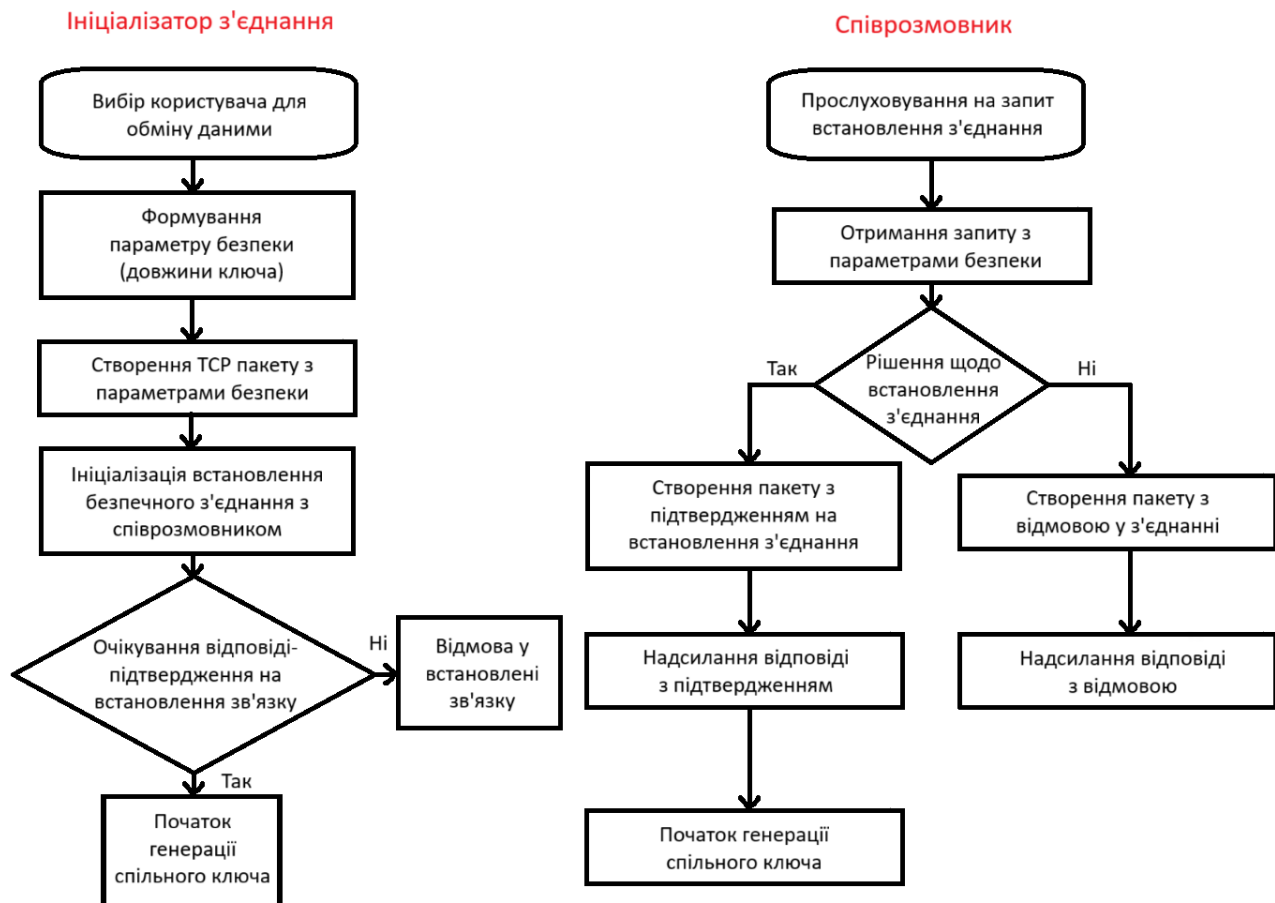 Ініціалізатор з'єднання
Вибір користувача для
обміну даними
Формування
параметру безпеки
(довжини ключа)
Створення TCP пакету з
параметрами безпеки
Ініціалізація встановлення
безпечного з'єднання з
співрозмовником
Очікування відповіді-
підтвердження на
встановлення зв'язку
Ні
Відмова у
встановлені
зв'язку
Так
Початок
генерації
спільного ключа
Співрозмовник
Прослуховування на запит
встановлення з'єднання
Отримання запиту з
параметрами безпеки
Рішення щодо
встановлення
з'єднання
Так
Ні
Створення пакету з
підтвердженням на
встановлення з'єднання
Надсилання відповіді
з підтвердженням
Початок генерації
спільного ключа
Створення пакету з
відмовою у з'єднанні
Надсилання відповіді
з відмовою